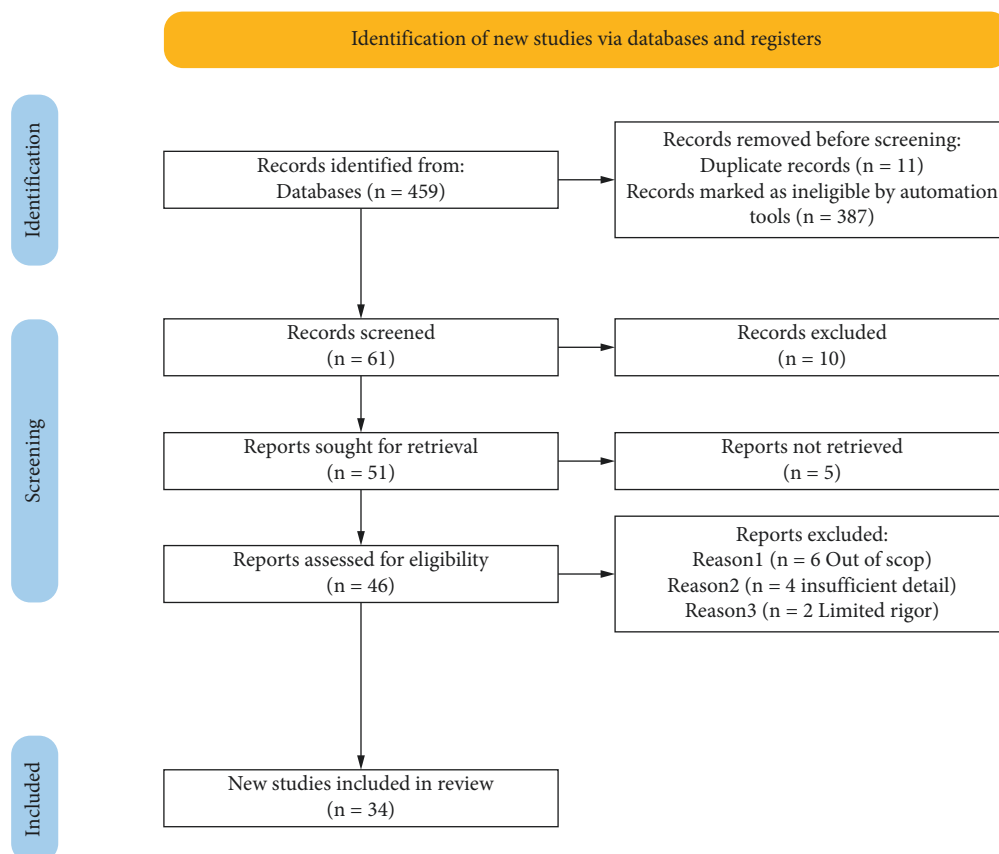 Identification of new studies via databases and registers
Identification
Records identified from:
Databases (n = 459)
Records removed before screening:
Duplicate records (n = 11)
Records marked as ineligible by automation
tools (n = 387)
Screening
Records screened
(n = 61)
Records excluded
(n = 10)
Reports sought for retrieval
(n = 51)
Reports not retrieved
(n = 5)
Reports assessed for eligibility
(n = 46)
Reports excluded:
Reason1 (n = 6 Out of scop)
Reason2 (n = 4 insufficient detail)
Reason3 (n = 2 Limited rigor)
Included
New studies included in review
(n = 34)